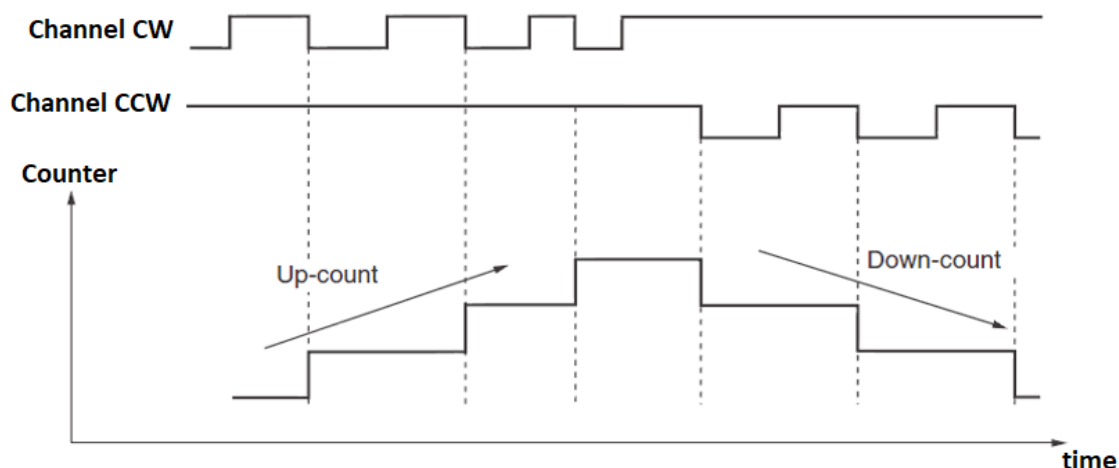 Channel CW
Channel CCW
Counter
Up-count
Down-count
time